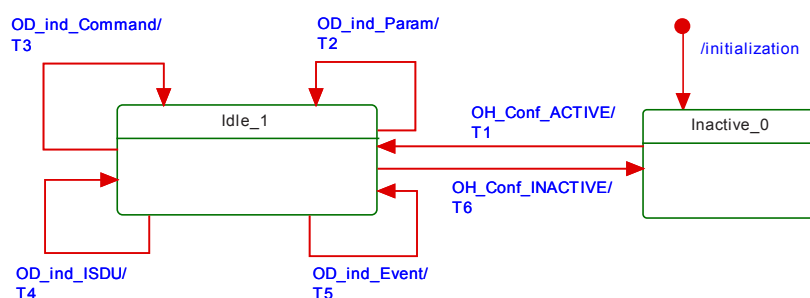 OD_ind_Command/
T3
OD_ind_Param/
T2
/initialization
Idle_1
OH_Conf_ACTIVE/
T1
Inactive_0
OH_Conf_INACTIVE/
T6
OD_ind_ISDU/
T4
OD_ind_Event/
T5